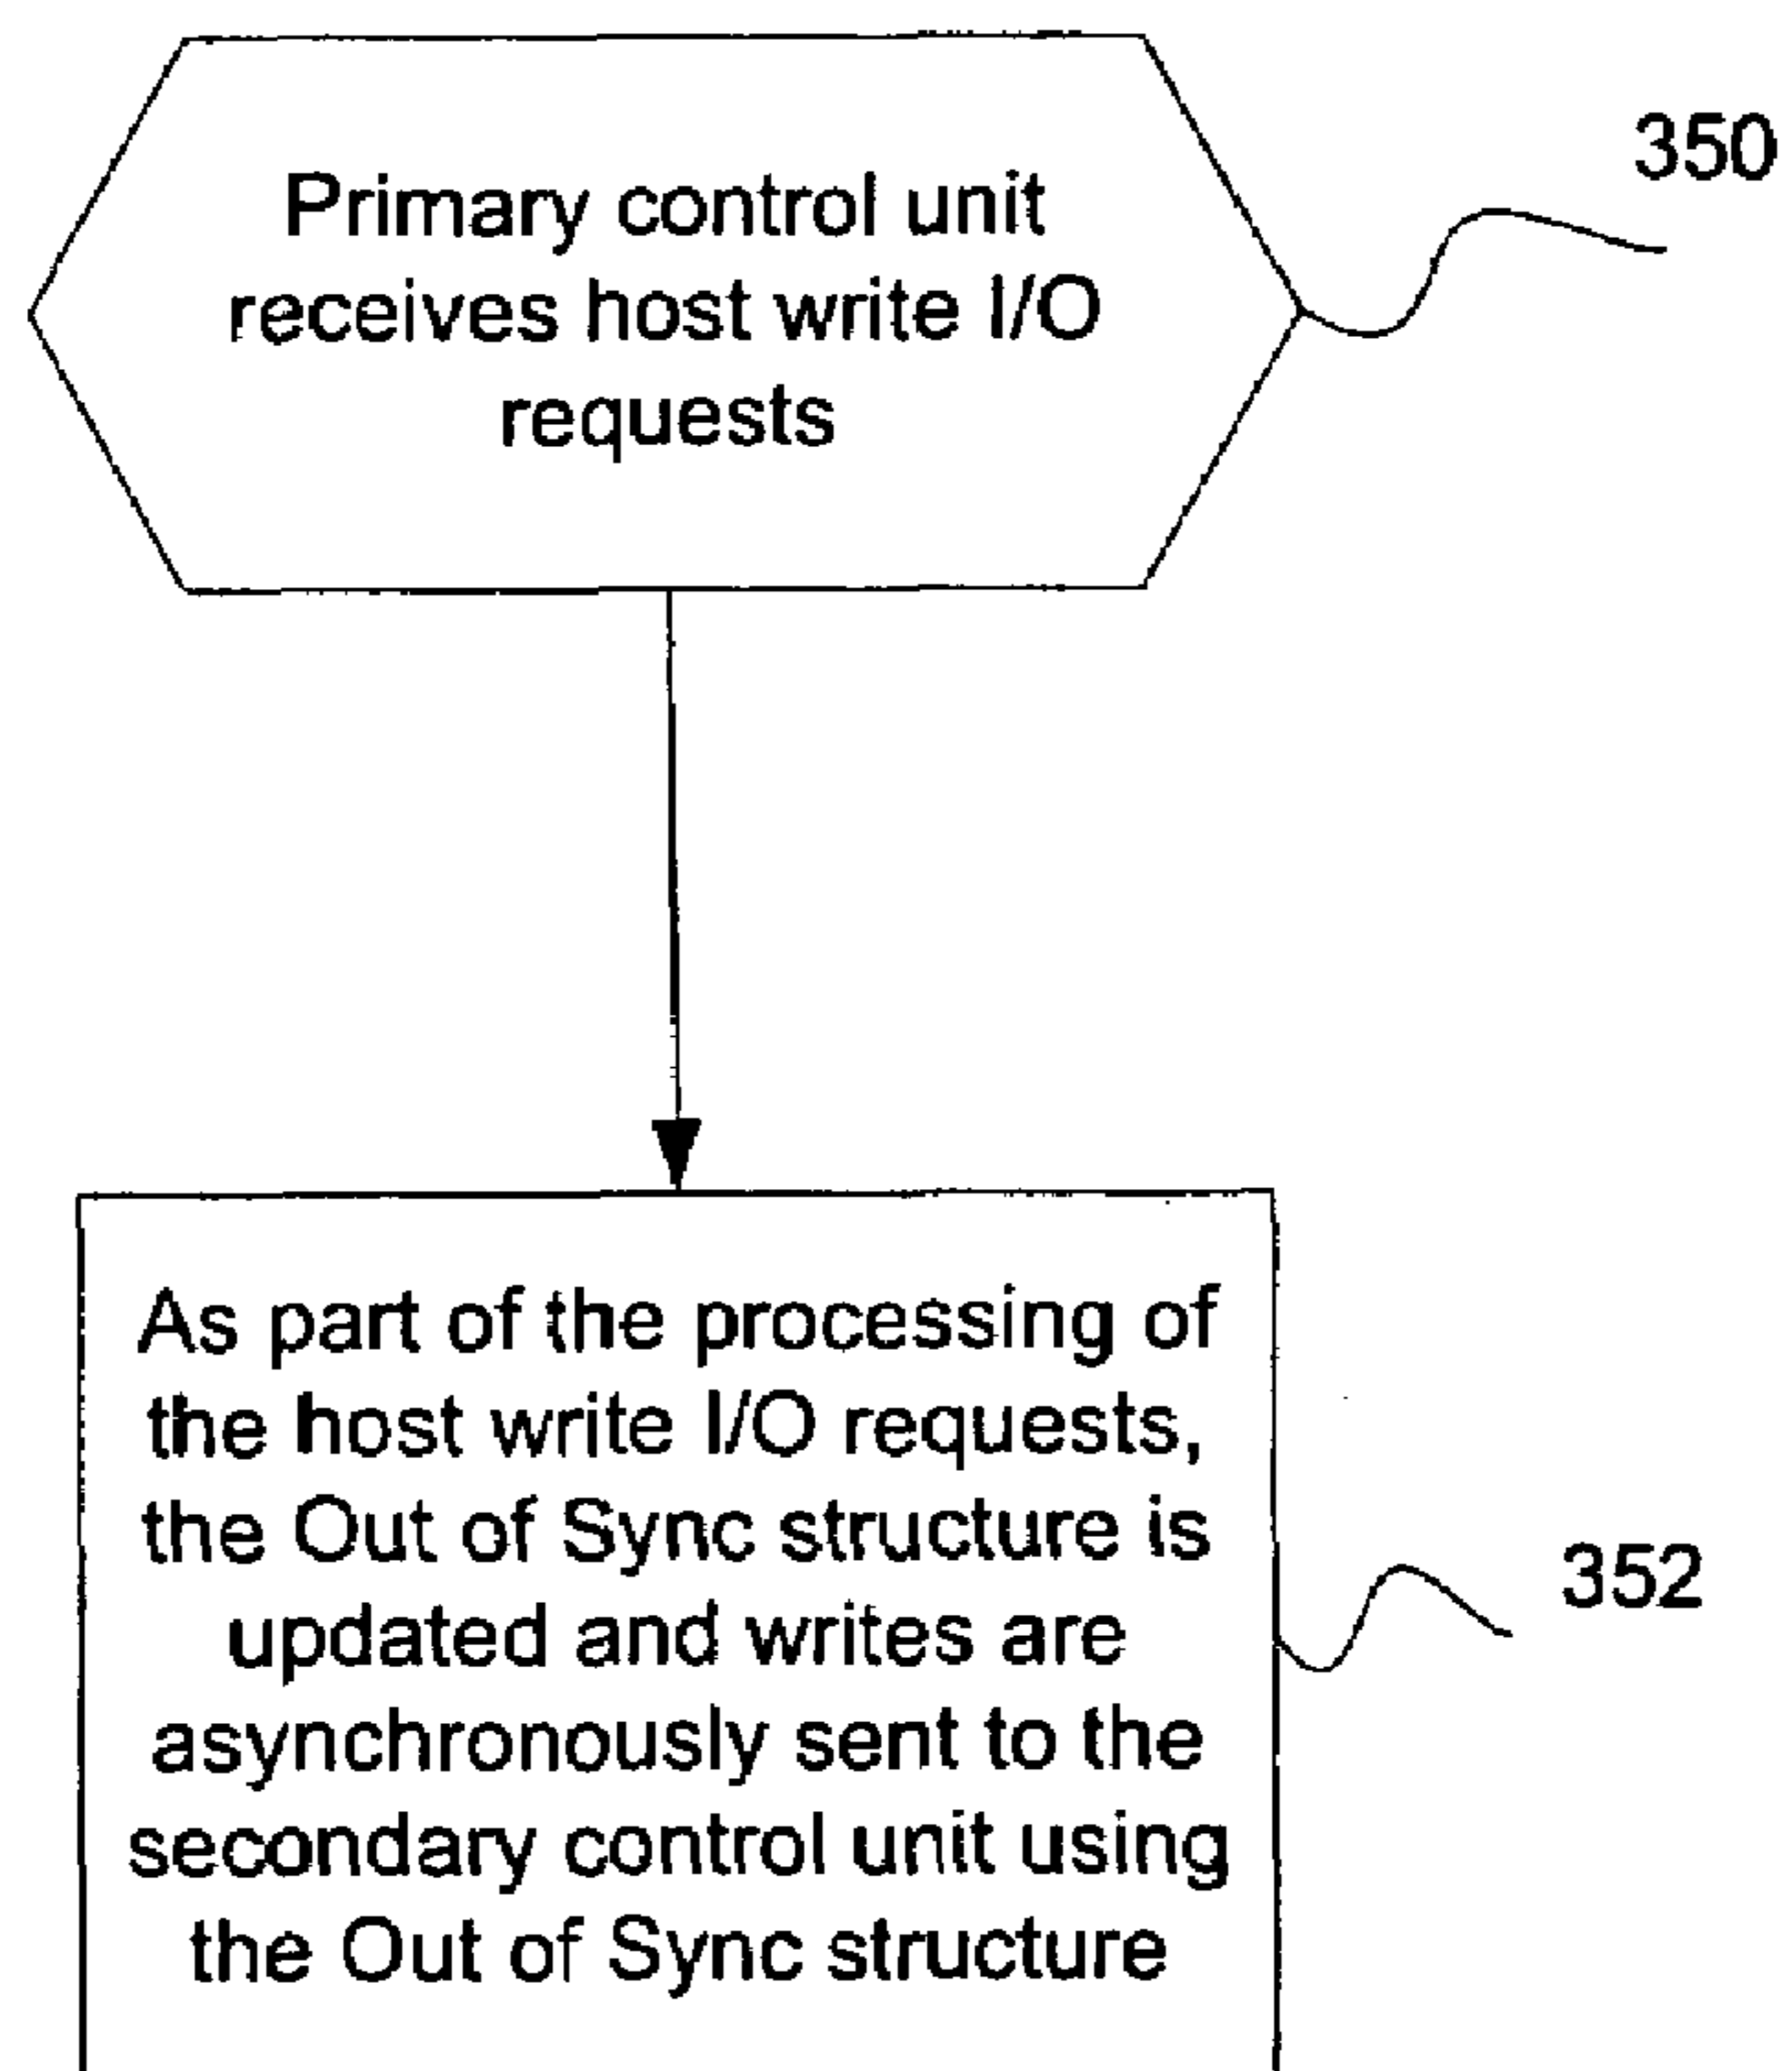 Primary control unit
receives host write I/O
requests
350
As part of the processing of
the host write I/O requests,
the Out of Sync structure is
updated and writes are
asynchronously sent to the
secondary control unit using
the Out of Sync structure
352